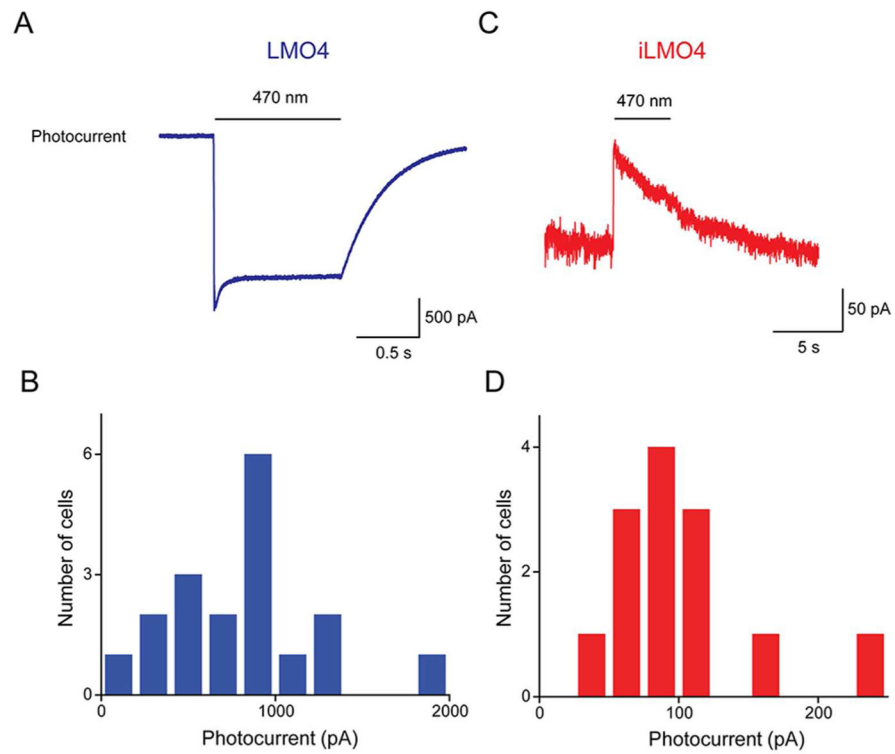 A
LMO4
470 nm
Photocurrent
500 pA
0.5 s
C
iLMO4
470 nm
50 pA
5 s
B
Number of cells
6
3
0
0
1000
2000
Photocurrent (pA)
D
Number of cells
4
2
0
0
100
200
Photocurrent (pA)